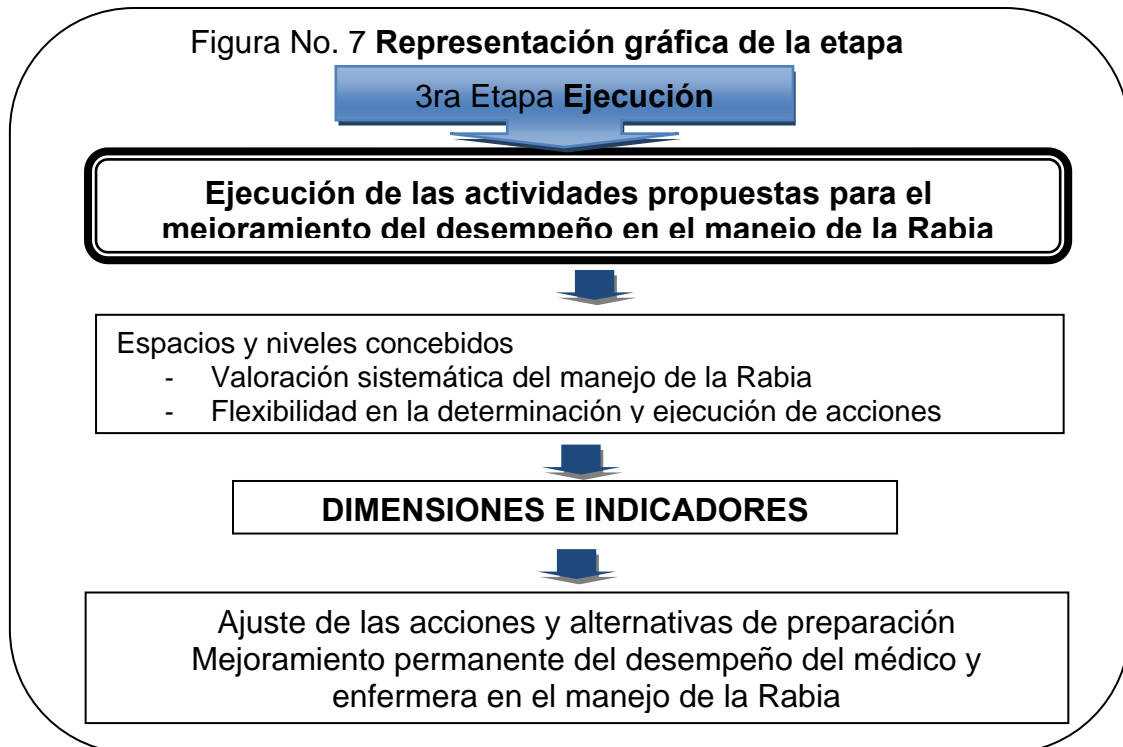 Figura No. 7 Representación gráfica de la etapa
3ra Etapa Ejecución
Ejecución de las actividades propuestas para el
mejoramiento del desempeño en el manejo de la Rabia
Espacios y niveles concebidos
- Valoración sistemática del manejo de la Rabia
- Flexibilidad en la determinación y ejecución de acciones
DIMENSIONES E INDICADORES
Ajuste de las acciones y alternativas de preparación
Mejoramiento permanente del desempeño del médico y
enfermera en el manejo de la Rabia